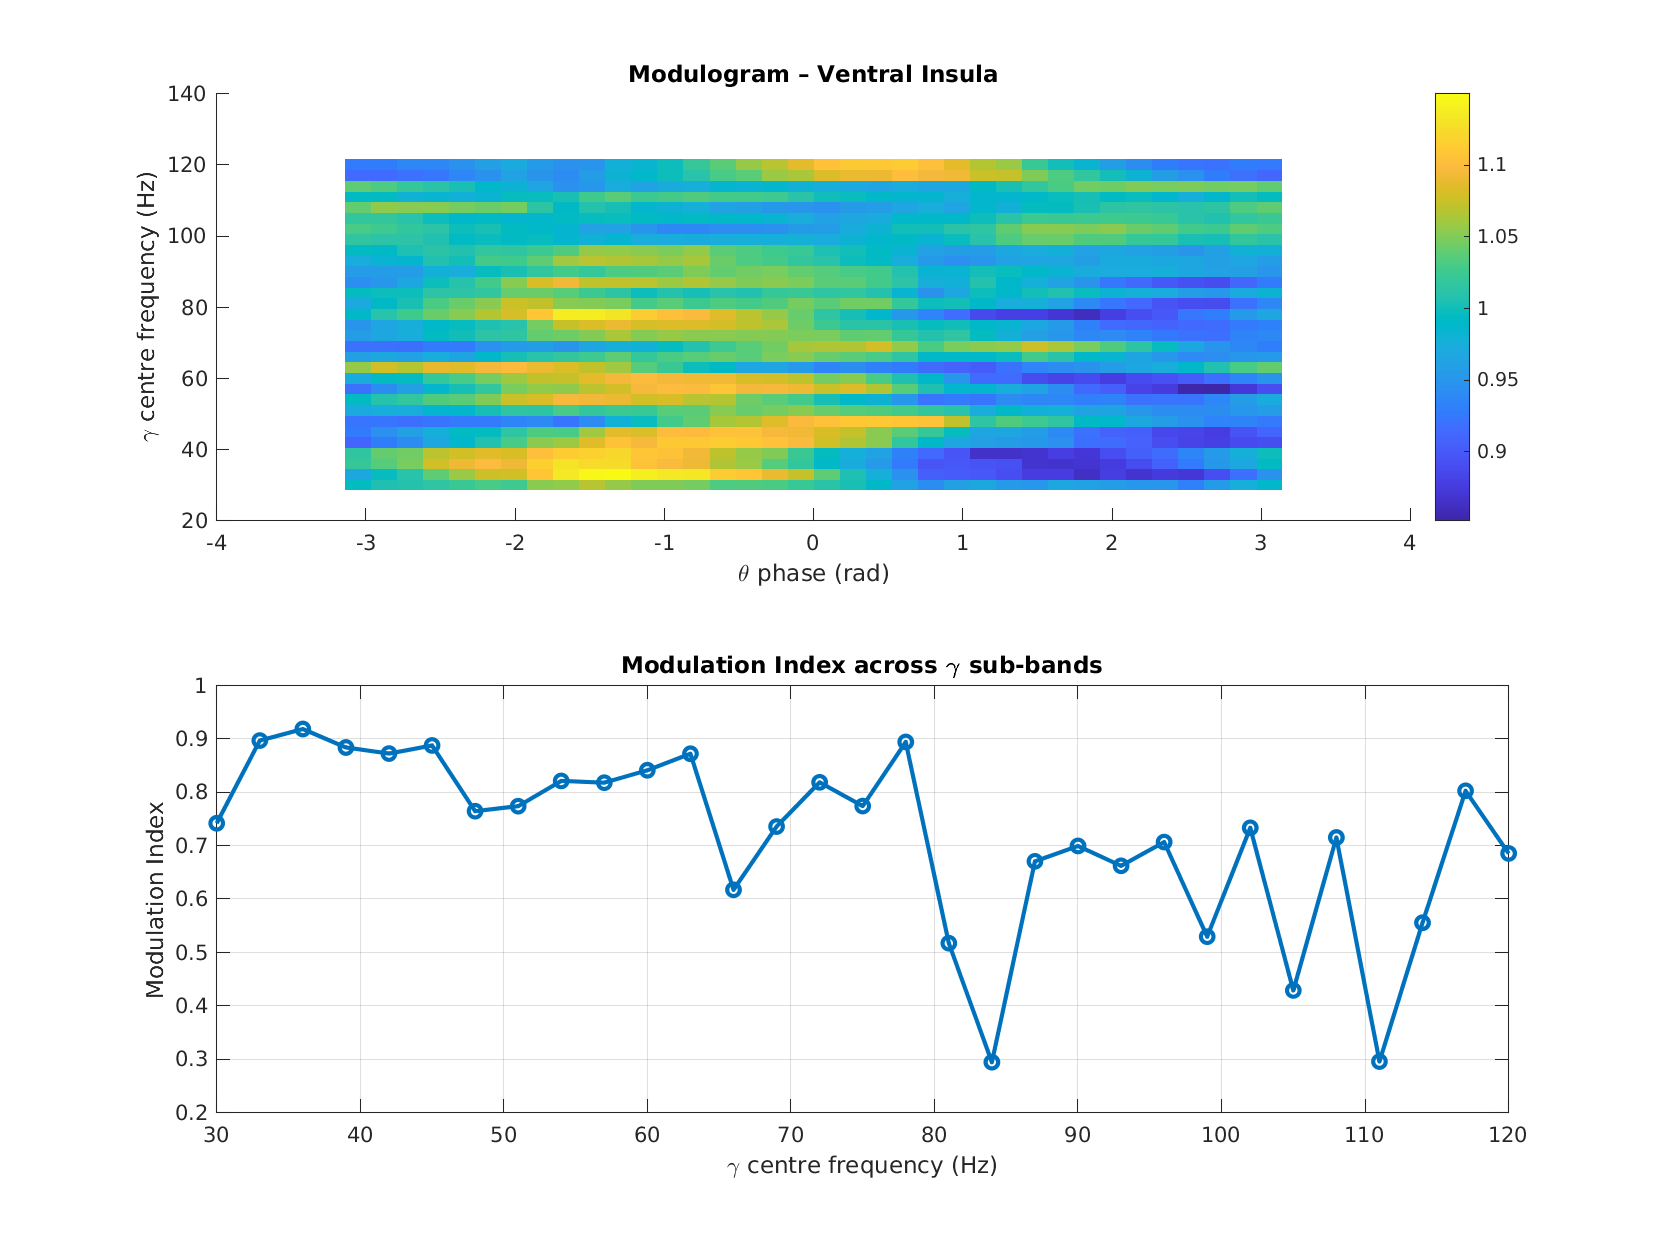 Modulogram – Ventral Insula
140
120
100
80
60
40
20
γ centre frequency (Hz)
-4 -3 -2 -1 0 1 2 3 4
θ phase (rad)
1.1
1.05
1
0.95
0.9
Modulation Index across γ sub-bands
1
0.9
0.8
0.7
0.6
0.5
0.4
0.3
0.2
Modulation Index
30 40 50 60 70 80 90 100 110 120
γ centre frequency (Hz)